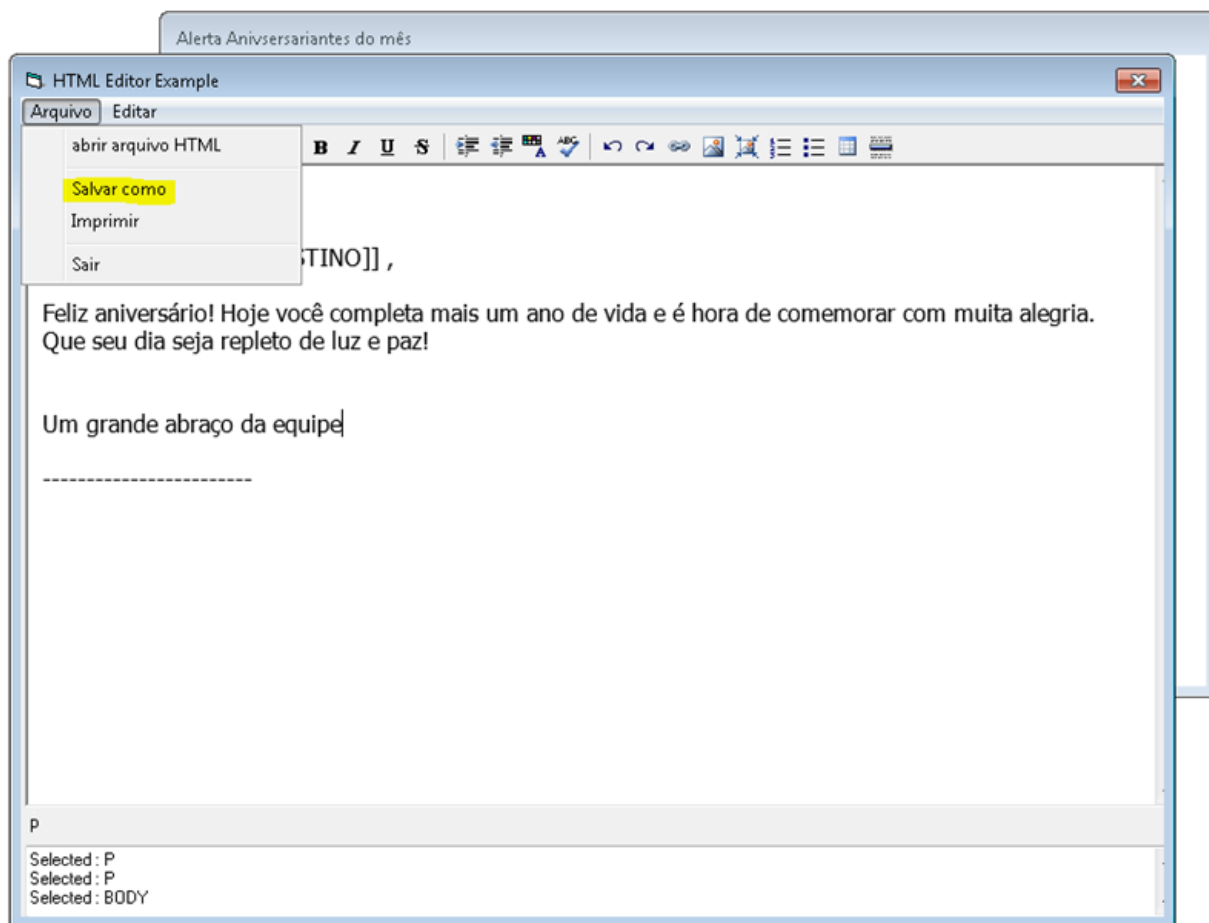 Alerta Anivsersariantes do mês
HTML Editor Example
Arquivo Editar
abrir arquivo HTML
B I U S ABC
Salvar como
Imprimir
Sair
STINO]] ,
Feliz aniversário! Hoje você completa mais um ano de vida e é hora de comemorar com muita alegria.
Que seu dia seja repleto de luz e paz!
Um grande abraço da equipe
------------------------
P
Selected : P
Selected : P
Selected : BODY